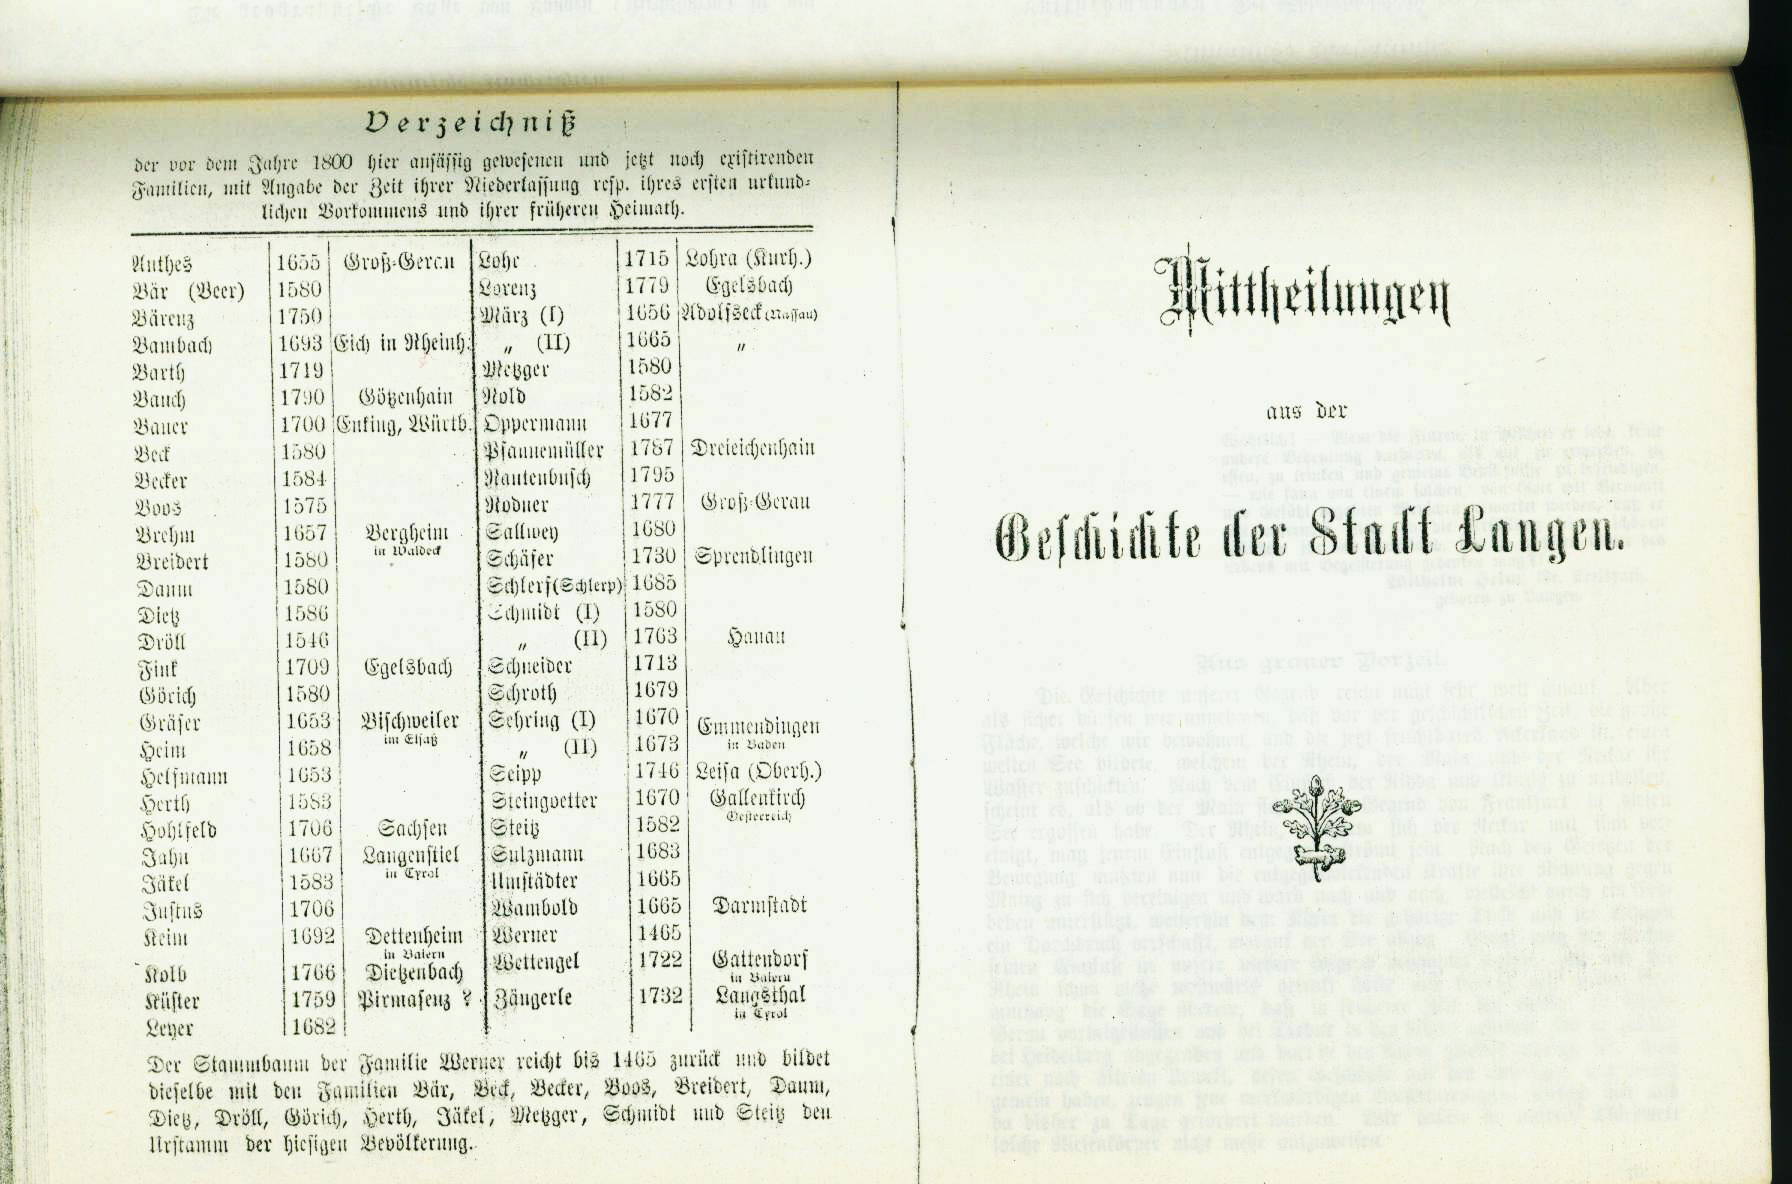 Verzeichniß
der vor dem Jahre 1800 hier ansässig gewesenen und jetzt noch existirenden
Familien, mit Angabe der Zeit ihrer Niederlassung resp. ihres ersten urkund-
lichen Vorkommens und ihrer früheren Heimath.
Anthes 1655 Groß-Gerau
Bär (Beer) 1580
Bärenz 1750
Bambach 1693 Eich in Rheinh.
Barth 1719
Bauch 1790 Götzenhain
Bauer 1700 Enking, Württb.
Beck 1580
Becker 1584
Boos 1575
Brehm 1657 Bergheim
in Waldeck
Breidert 1580
Daum 1580
Dietz 1586
Dröll 1546
Fink 1709 Egelsbach
Görich 1580
Gräser 1653 Bischweiler
im Elsaß
Heim 1658
Helfmann 1653
Herth 1583
Hohlfeld 1706 Sachsen
Jahn 1667 Langenstiel
in Tyrol
Jäkel 1583
Justus 1706
Keim 1692 Dettenheim
in Baiern
Kolb 1766 Dietzenbach
Küster 1759 Pirmasenz ?
Leyer 1682
Lohr 1715 Lohra (Kurh.)
Lorenz 1779 Egelsbach
März (I) 1656 Adolfseck (Nassau)
„ (II) 1665 „
Metzger 1580
Nold 1582
Oppermann 1677
Pfannemüller 1787 Dreieichenhain
Rautenbusch 1795
Rodner 1777 Groß-Gerau
Sallwey 1680
Schäfer 1730 Sprendlingen
Schlerf (Schlerp) 1685
Schmidt (I) 1580
„ (II) 1763 Hanau
Schneider 1713
Schroth 1679
Sehring (I) 1670 Emmendingen
in Baden
„ (II) 1673
Seipp 1746 Leisa (Oberh.)
Steingoetter 1670 Gallenkirch
Oesterreich
Steitz 1582
Sulzmann 1683
Umstädter 1665
Wambold 1665 Darmstadt
Werner 1465
Wettengel 1722 Gattendorf
in Baiern
Zängerle 1732 Langsthal
in Tyrol
Der Stammbaum der Familie Werner reicht bis 1465 zurück und bildet
dieselbe mit den Familien Bär, Beck, Becker, Boos, Breidert, Daum,
Dietz, Dröll, Görich, Herth, Jäkel, Metzger, Schmidt und Steitz den
Urstamm der hiesigen Bevölkerung.
Mittheilungen
aus der
Geschichte der Stadt Langen.